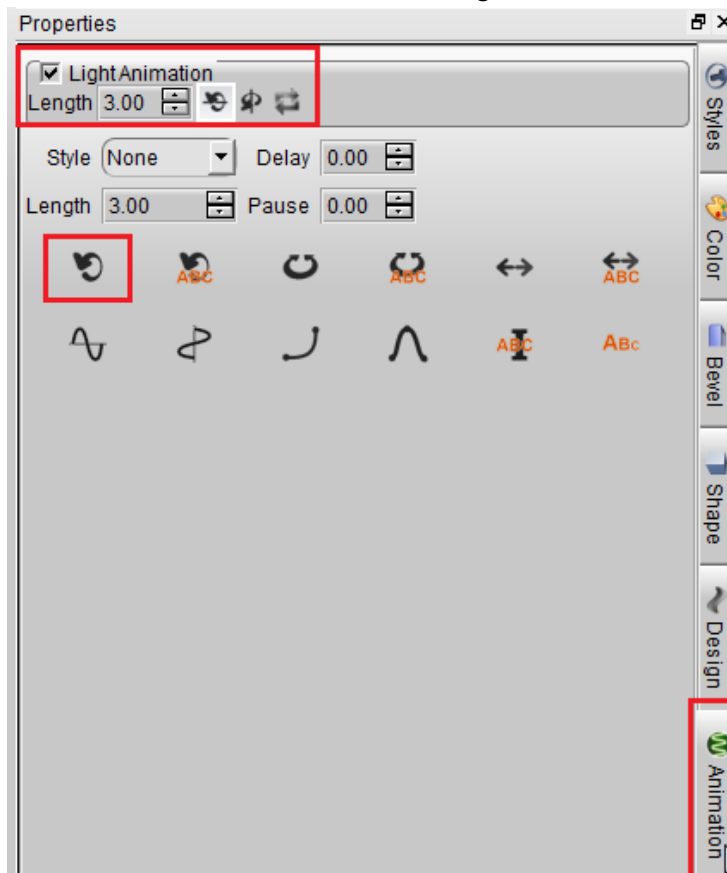 Properties
Light Animation
Length 3.00
Style None Delay 0.00
Length 3.00 Pause 0.00
ABC ABC ABC
ABC ABc
Styles
Color
Bevel
Shape
Design
Animation